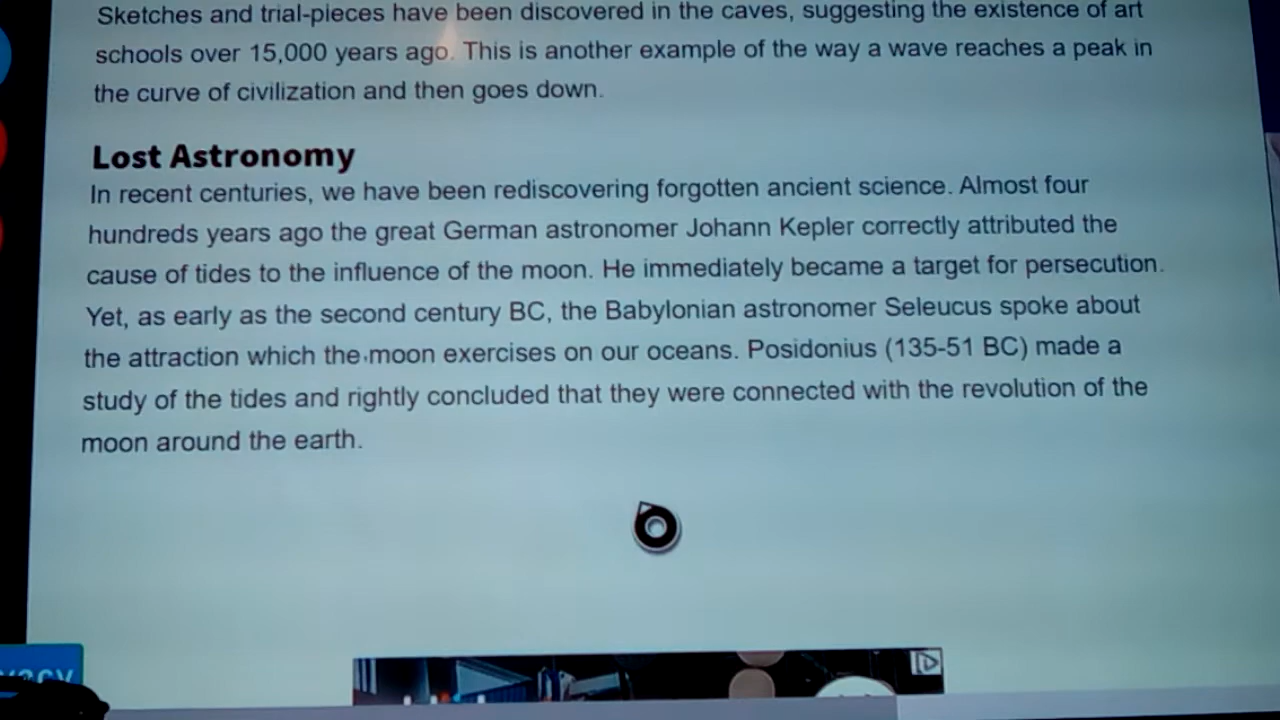 Sketches and trial-pieces have been discovered in the caves, suggesting the existence of art
schools over 15,000 years ago. This is another example of the way a wave reaches a peak in
the curve of civilization and then goes down.
Lost Astronomy
In recent centuries, we have been rediscovering forgotten ancient science. Almost four
hundreds years ago the great German astronomer Johann Kepler correctly attributed the
cause of tides to the influence of the moon. He immediately became a target for persecution.
Yet, as early as the second century BC, the Babylonian astronomer Seleucus spoke about
the attraction which the moon exercises on our oceans. Posidonius (135-51 BC) made a
study of the tides and rightly concluded that they were connected with the revolution of the
moon around the earth.